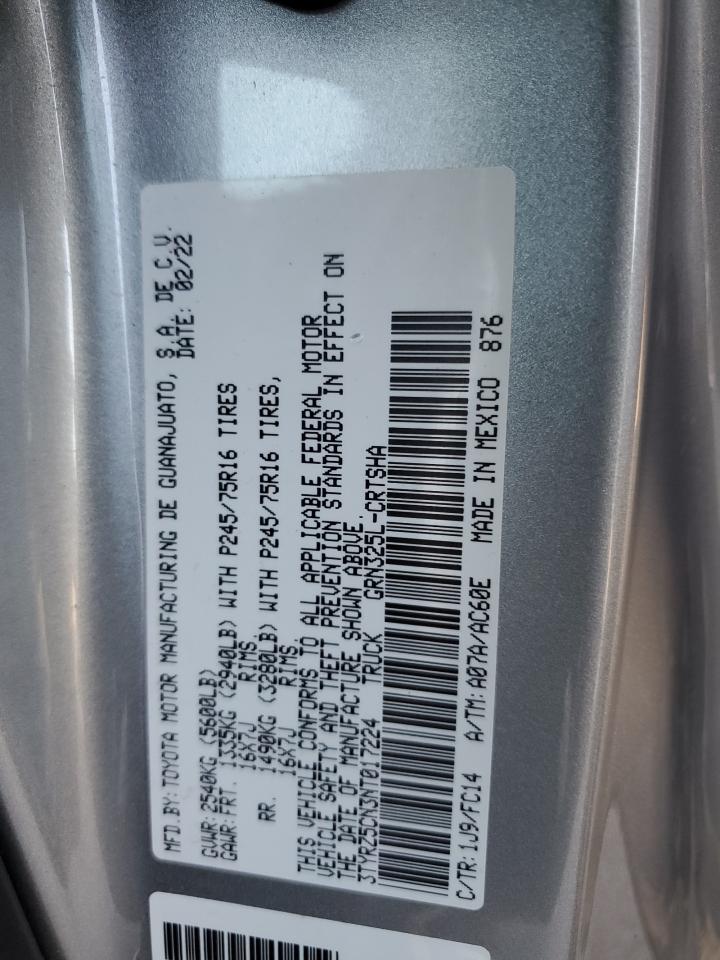 MFD.BY: TOYOTA MOTOR MANUFACTURING DE GUANAJUATO, S.A. DE C.V.
DATE: 02/22
GVWR: 2540KG (5600LB)
GAWR: FRT. 1335KG (2940LB) WITH P245/75R16 TIRES
16X7J RIMS,
RR. 1490KG (3280LB) WITH P245/75R16 TIRES,
16X7J RIMS.
THIS VEHICLE CONFORMS TO ALL APPLICABLE FEDERAL MOTOR
VEHICLE SAFETY AND THEFT PREVENTION STANDARDS IN EFFECT ON
THE DATE OF MANUFACTURE SHOWN ABOVE.
3TYRZ5CN3NT017224 TRUCK GRN325L-CRTSHA
C/TR: 1J9/FC14 A/TM: A07A/AC60E MADE IN MEXICO 876